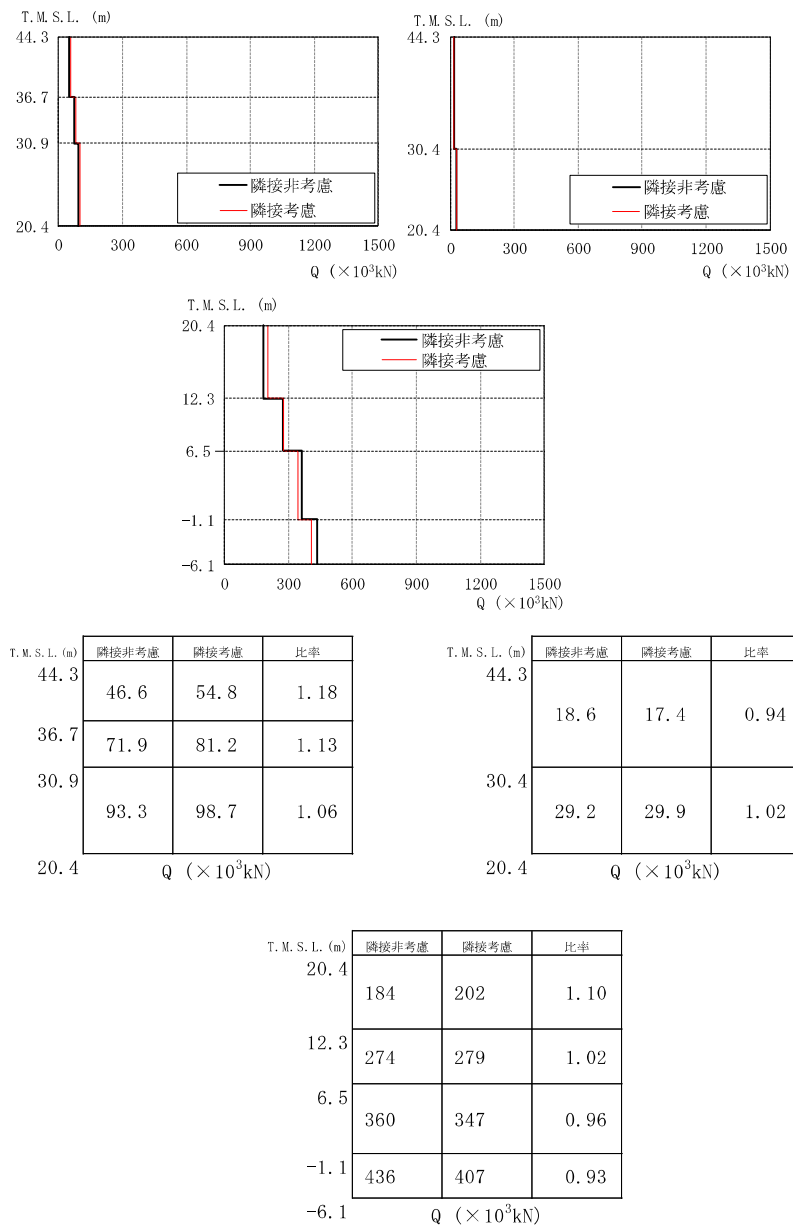 T.M.S.L. (m)
44.3
36.7
30.9
20.4
隣接非考慮
隣接考慮
0 300 600 900 1200 1500
Q (×10³kN)
T.M.S.L. (m)
44.3
30.4
20.4
隣接非考慮
隣接考慮
0 300 600 900 1200 1500
Q (×10³kN)
T.M.S.L. (m)
20.4
12.3
6.5
-1.1
-6.1
隣接非考慮
隣接考慮
0 300 600 900 1200 1500
Q (×10³kN)
T.M.S.L.(m) 隣接非考慮 隣接考慮 比率
44.3
46.6 54.8 1.18
36.7
71.9 81.2 1.13
30.9
93.3 98.7 1.06
20.4
Q (×10³kN)
T.M.S.L.(m) 隣接非考慮 隣接考慮 比率
44.3
18.6 17.4 0.94
30.4
29.2 29.9 1.02
20.4
Q (×10³kN)
T.M.S.L.(m) 隣接非考慮 隣接考慮 比率
20.4
184 202 1.10
12.3
274 279 1.02
6.5
360 347 0.96
-1.1
436 407 0.93
-6.1
Q (×10³kN)